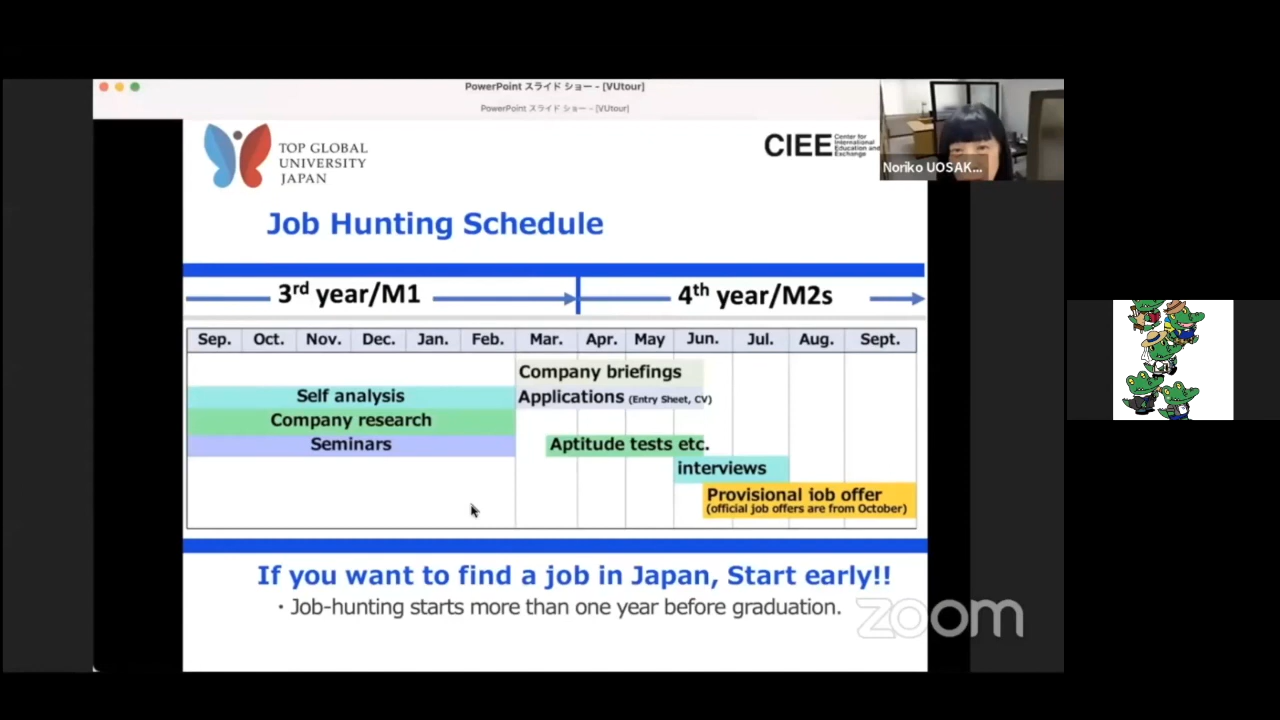 PowerPoint スライド ショー - [VUtour]
PowerPoint スライド ショー - [VUtour]
TOP GLOBAL
UNIVERSITY
JAPAN
CIEE Center for
International
Education and
Exchange
Noriko UOSAK...
Job Hunting Schedule
3rd year/M1
4th year/M2s
Sep. Oct. Nov. Dec. Jan. Feb. Mar. Apr. May Jun. Jul. Aug. Sept.
Company briefings
Self analysis
Applications (Entry Sheet, CV)
Company research
Seminars
Aptitude tests etc.
interviews
Provisional job offer
(official job offers are from October)
If you want to find a job in Japan, Start early!!
・Job-hunting starts more than one year before graduation.
zoom